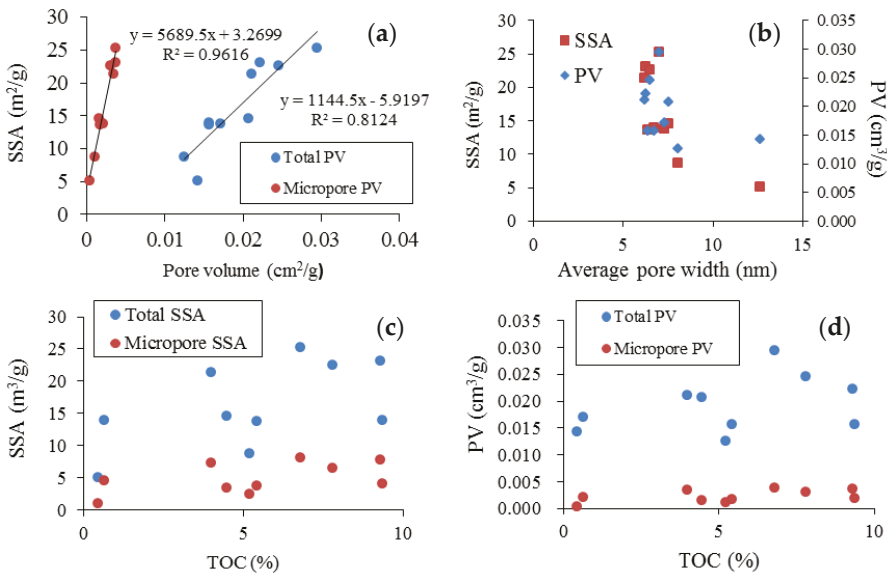 (a)
y = 5689.5x + 3.2699
R² = 0.9616
y = 1144.5x - 5.9197
R² = 0.8124
Total PV
Micropore PV
SSA (m²/g)
30
25
20
15
10
5
0
0
0.01
0.02
0.03
0.04
Pore volume (cm²/g)
(b)
SSA
PV
SSA (m²/g)
30
25
20
15
10
5
0
0
5
10
15
Average pore width (nm)
0.035
0.030
0.025
0.020
0.015
0.010
0.005
0.000
PV (cm³/g)
(c)
Total SSA
Micropore SSA
SSA (m³/g)
30
25
20
15
10
5
0
0
5
10
TOC (%)
(d)
Total PV
Micropore PV
PV (cm³/g)
0.035
0.030
0.025
0.020
0.015
0.010
0.005
0.000
0
5
10
TOC (%)